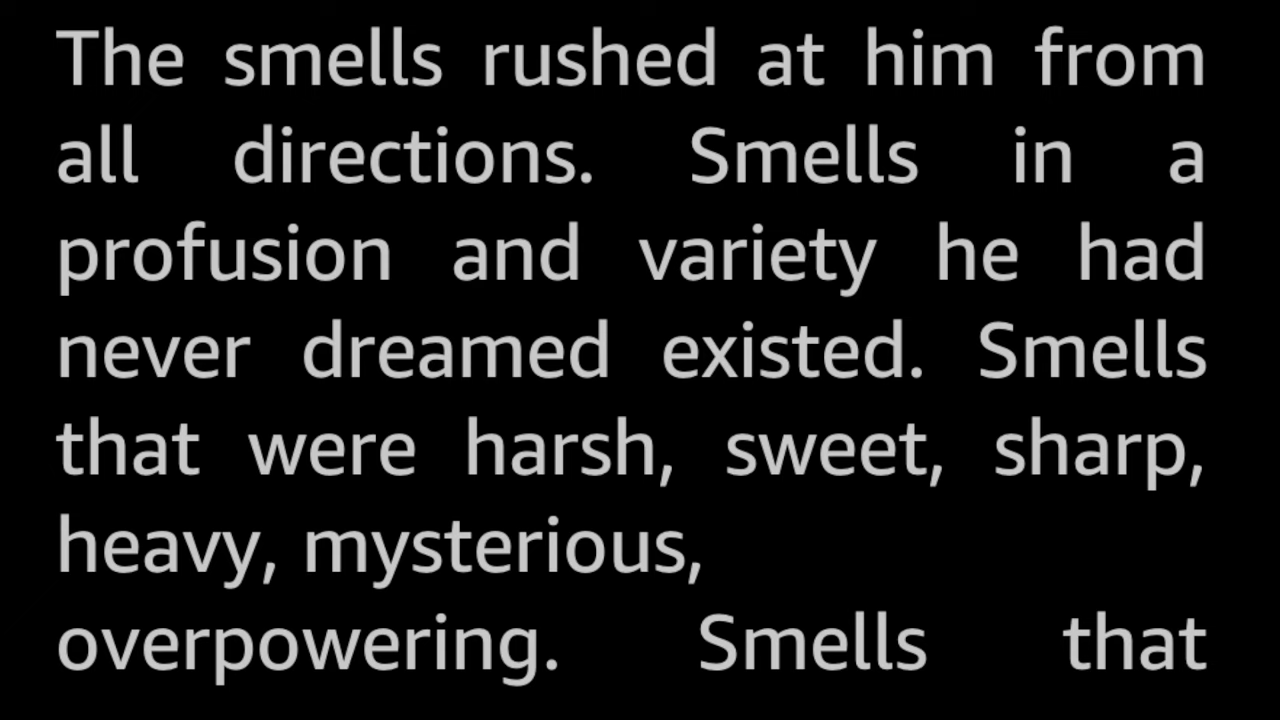 The smells rushed at him from
all directions. Smells in a
profusion and variety he had
never dreamed existed. Smells
that were harsh, sweet, sharp,
heavy, mysterious,
overpowering. Smells that